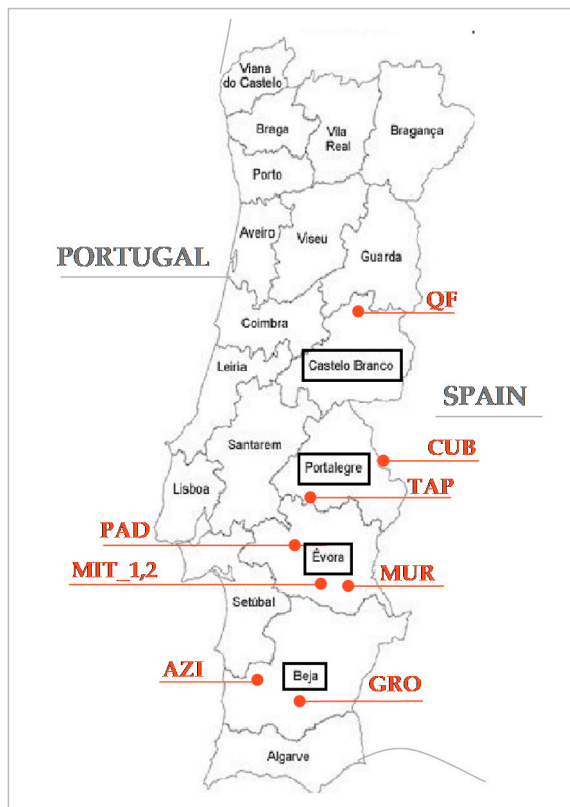 Viana
do Castelo
Braga
Vila
Real
Bragança
Porto
Aveiro
Viseu
PORTUGAL
Guarda
QF
Coimbra
Leiria
Castelo Branco
SPAIN
Santarem
CUB
Portalegre
Lisboa
TAP
PAD
Évora
MIT_1,2
MUR
Setúbal
AZI
Beja
GRO
Algarve